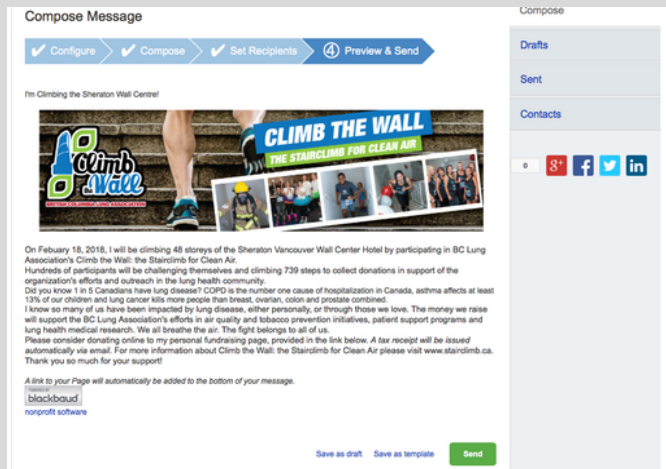 Compose Message
Compose
Configure
Compose
Set Recipients
4 Preview & Send
Drafts
Sent
Contacts
0
g+
f
in
I'm Climbing the Sheraton Wall Centre!
Climb
the Wall
BRITISH COLUMBIA LUNG ASSOCIATION
CLIMB THE WALL
THE STAIRCLIMB FOR CLEAN AIR
On Febuary 18, 2018, I will be climbing 48 storeys of the Sheraton Vancouver Wall Center Hotel by participating in BC Lung
Association's Climb the Wall: the Stairclimb for Clean Air.
Hundreds of participants will be challenging themselves and climbing 739 steps to collect donations in support of the
organization's efforts and outreach in the lung health community.
Did you know 1 in 5 Canadians have lung disease? COPD is the number one cause of hospitalization in Canada, asthma affects at least
13% of our children and lung cancer kills more people than breast, ovarian, colon and prostate combined.
I know so many of us have been impacted by lung disease, either personally, or through those we love. The money we raise
will support the BC Lung Association's efforts in air quality and tobacco prevention initiatives, patient support programs and
lung health medical research. We all breathe the air. The fight belongs to all of us.
Please consider donating online to my personal fundraising page, provided in the link below. A tax receipt will be issued
automatically via email. For more information about Climb the Wall: the Stairclimb for Clean Air please visit www.stairclimb.ca.
Thank you so much for your support!
A link to your Page will automatically be added to the bottom of your message.
POWERED BY
blackbaud
nonprofit software
Save as draft
Save as template
Send